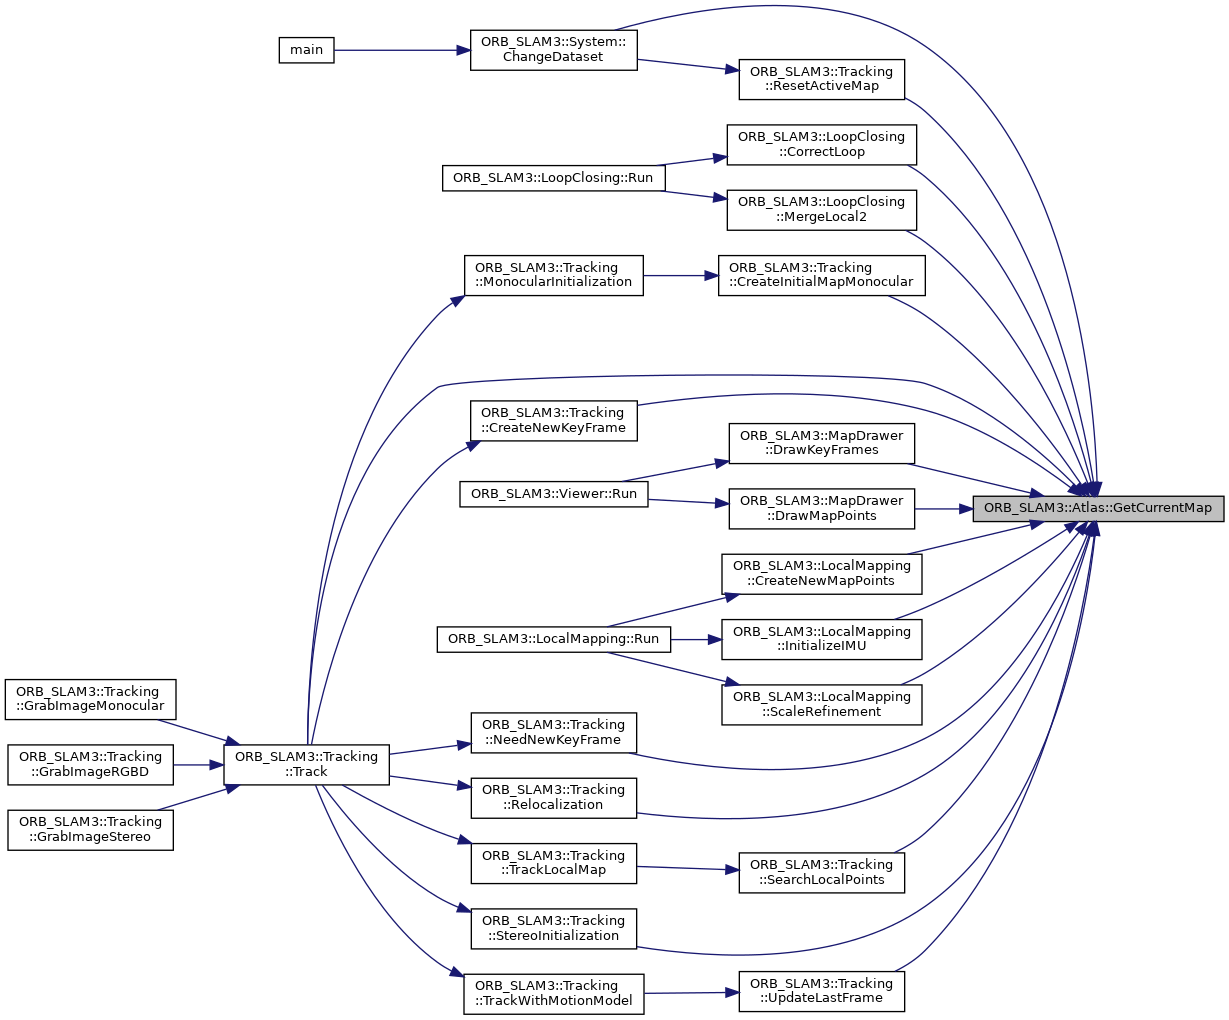 main
ORB_SLAM3::System::
ChangeDataset
ORB_SLAM3::Tracking
::ResetActiveMap
ORB_SLAM3::LoopClosing
::CorrectLoop
ORB_SLAM3::LoopClosing::Run
ORB_SLAM3::LoopClosing
::MergeLocal2
ORB_SLAM3::Tracking
::MonocularInitialization
ORB_SLAM3::Tracking
::CreateInitialMapMonocular
ORB_SLAM3::Tracking
::CreateNewKeyFrame
ORB_SLAM3::MapDrawer
::DrawKeyFrames
ORB_SLAM3::Viewer::Run
ORB_SLAM3::MapDrawer
::DrawMapPoints
ORB_SLAM3::Atlas::GetCurrentMap
ORB_SLAM3::LocalMapping
::CreateNewMapPoints
ORB_SLAM3::LocalMapping::Run
ORB_SLAM3::LocalMapping
::InitializeIMU
ORB_SLAM3::LocalMapping
::ScaleRefinement
ORB_SLAM3::Tracking
::GrabImageMonocular
ORB_SLAM3::Tracking
::GrabImageRGBD
ORB_SLAM3::Tracking
::GrabImageStereo
ORB_SLAM3::Tracking
::Track
ORB_SLAM3::Tracking
::NeedNewKeyFrame
ORB_SLAM3::Tracking
::Relocalization
ORB_SLAM3::Tracking
::TrackLocalMap
ORB_SLAM3::Tracking
::SearchLocalPoints
ORB_SLAM3::Tracking
::StereoInitialization
ORB_SLAM3::Tracking
::TrackWithMotionModel
ORB_SLAM3::Tracking
::UpdateLastFrame